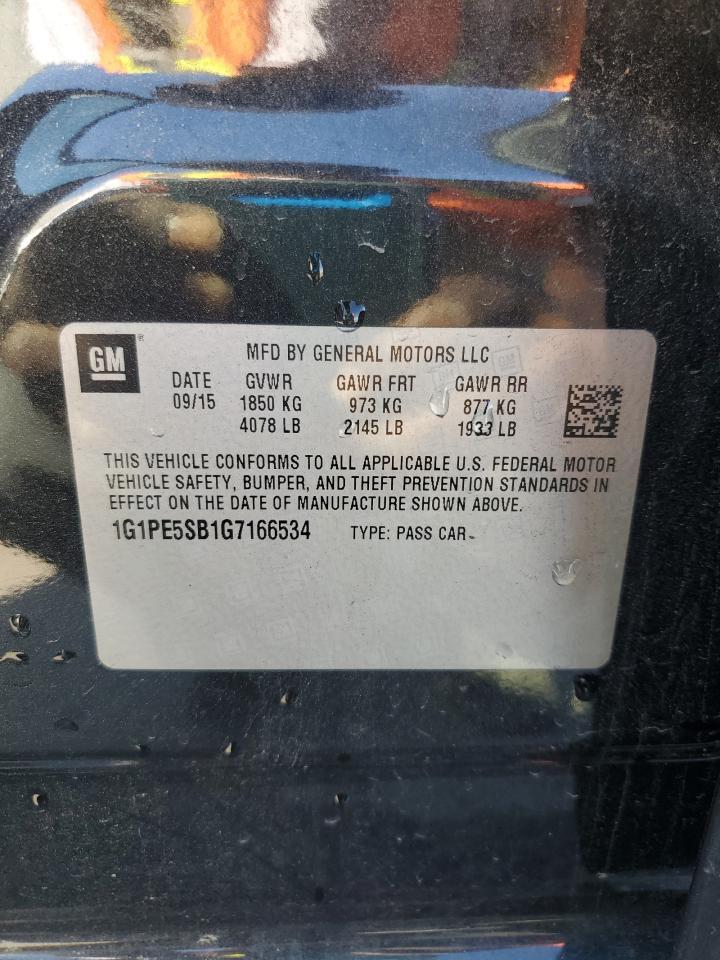 GM
MFD BY GENERAL MOTORS LLC
DATE GVWR GAWR FRT GAWR RR
09/15 1850 KG 973 KG 877 KG
4078 LB 2145 LB 1933 LB
THIS VEHICLE CONFORMS TO ALL APPLICABLE U.S. FEDERAL MOTOR
VEHICLE SAFETY, BUMPER, AND THEFT PREVENTION STANDARDS IN
EFFECT ON THE DATE OF MANUFACTURE SHOWN ABOVE.
1G1PE5SB1G7166534 TYPE: PASS CAR